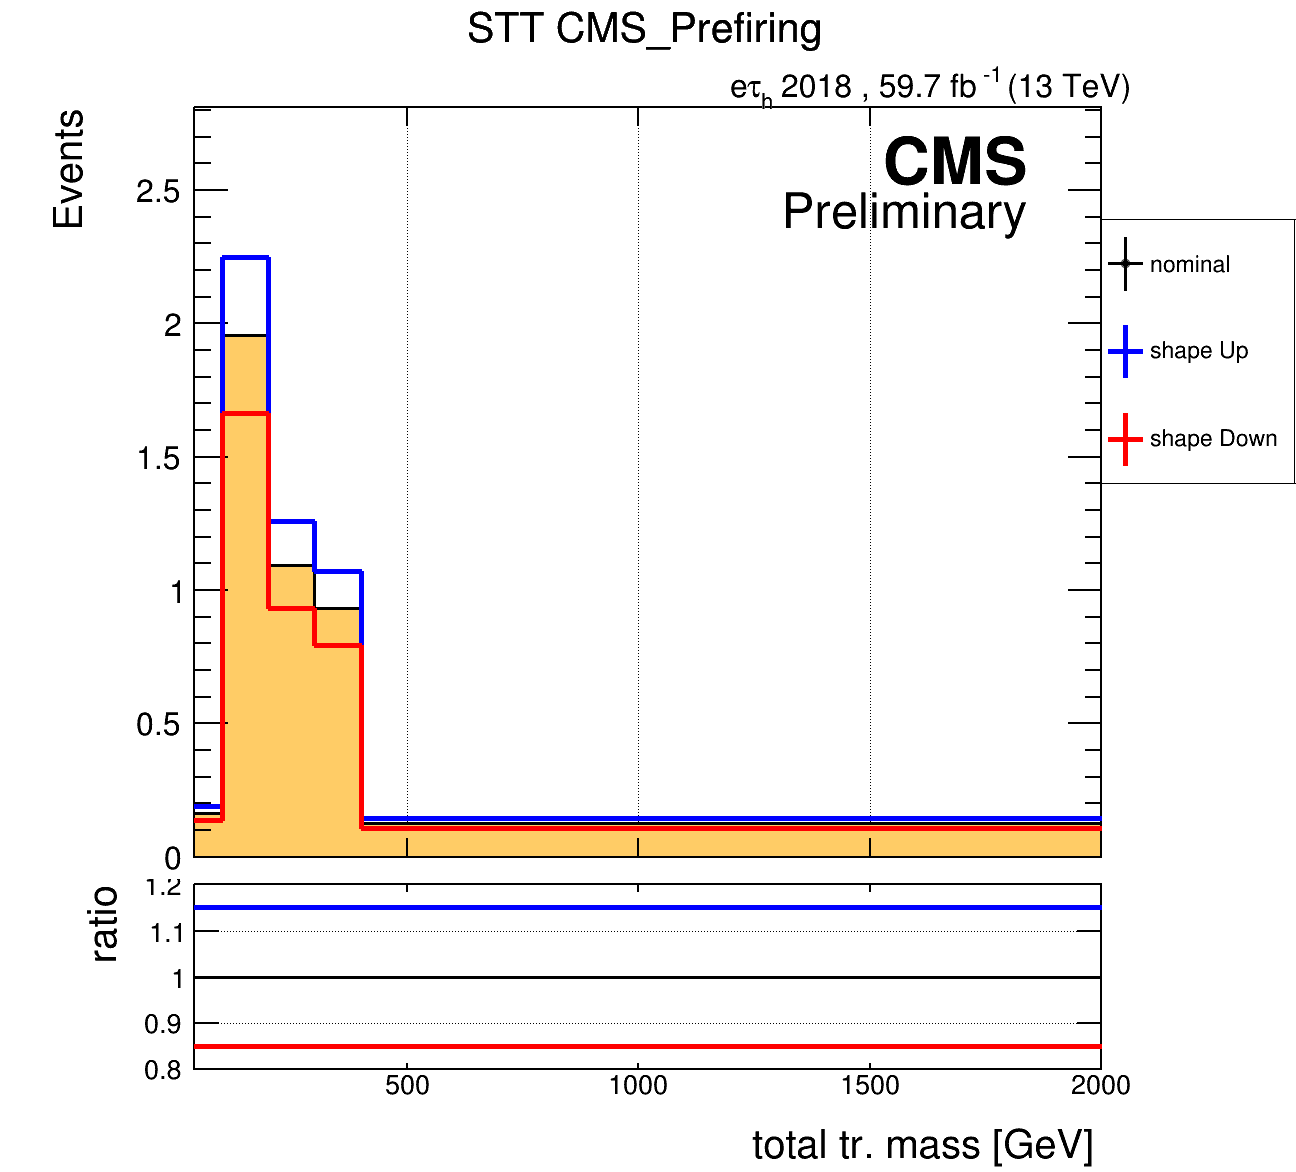 STT CMS_Prefiring
eτh 2018 , 59.7 fb-1 (13 TeV)
Events
CMS
Preliminary
2.5
2
1.5
1
0.5
0
nominal
shape Up
shape Down
ratio
1.2
1.1
1
0.9
0.8
500 1000 1500 2000
total tr. mass [GeV]